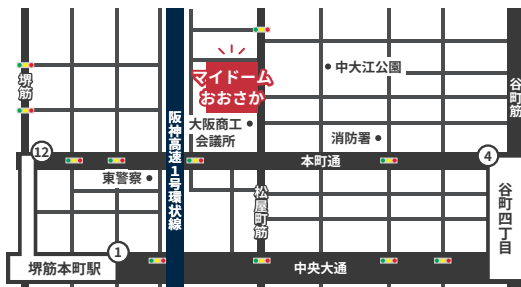 堺筋
阪神高速1号環状線
マイドーム
おおさか
中大江公園
谷町筋
大阪商工
会議所
消防署
12
本町通
4
東警察
松屋町筋
谷町四丁目
1
堺筋本町駅
中央大通